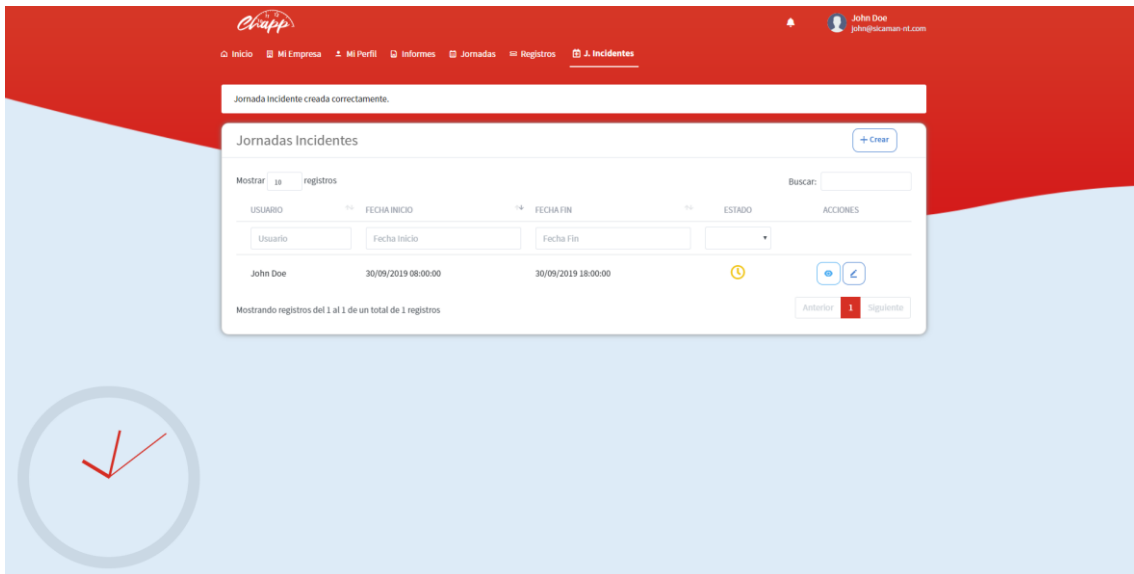 Chapp
John Doe
john@sicaman-nt.com
Inicio Mi Empresa Mi Perfil Informes Jornadas Registros J. Incidentes
Jornada Incidente creada correctamente.
Jornadas Incidentes
+ Crear
Mostrar 10 registros
Buscar:
USUARIO FECHA INICIO FECHA FIN ESTADO ACCIONES
Usuario Fecha Inicio Fecha Fin
John Doe 30/09/2019 08:00:00 30/09/2019 18:00:00
Mostrando registros del 1 al 1 de un total de 1 registros
Anterior 1 Siguiente